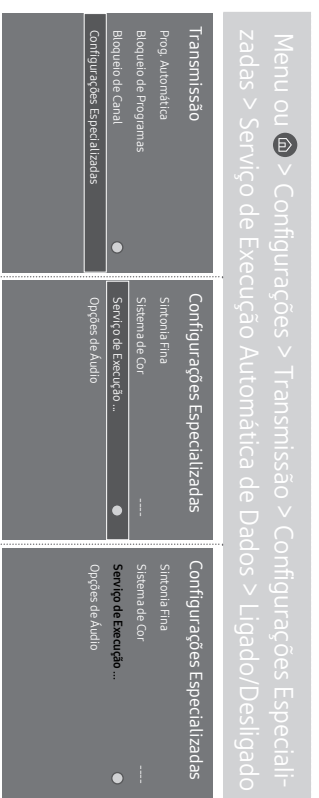 Menu ou > Configurações > Transmissão > Configurações Especiali-
zadas > Serviço de Execução Automática de Dados > Ligado/Desligado
Transmissão
Prog. Automática
Bloqueio de Programas
Bloqueio de Canal
Configurações Especializadas
Configurações Especializadas
Sintonia Fina
Sistema de Cor ----
Serviço de Execução ...
Opções de Áudio
Configurações Especializadas
Sintonia Fina
Sistema de Cor ----
Serviço de Execução ...
Opções de Áudio